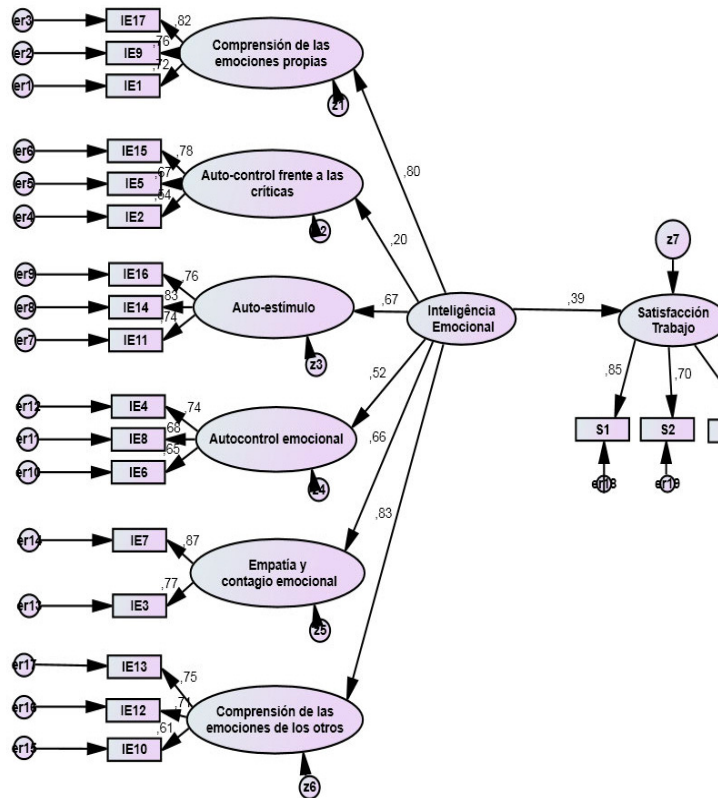 er3
IE17
,82
er2
IE9
,76
er1
IE1
,72
Comprensión de las
emociones propias
z1
er6
IE15
,78
er5
IE5
,67
er4
IE2
Auto-control frente a las
críticas
er9
IE16
,76
er8
IE14
,83
er7
IE11
,74
Auto-estímulo
z3
er12
IE4
,74
er11
IE8
,68
er10
IE6
,65
Autocontrol emocional
z4
er14
IE7
,87
er13
IE3
,77
Empatía y
contagio emocional
z5
er17
IE13
,75
er16
IE12
,71
er15
IE10
,61
Comprensión de las
emociones de los otros
z6
,80
,20
,67
,52
,66
,83
Inteligência
Emocional
,39
z7
Satisfacción
Trabajo
,85
,70
S1
S2
er18
er19